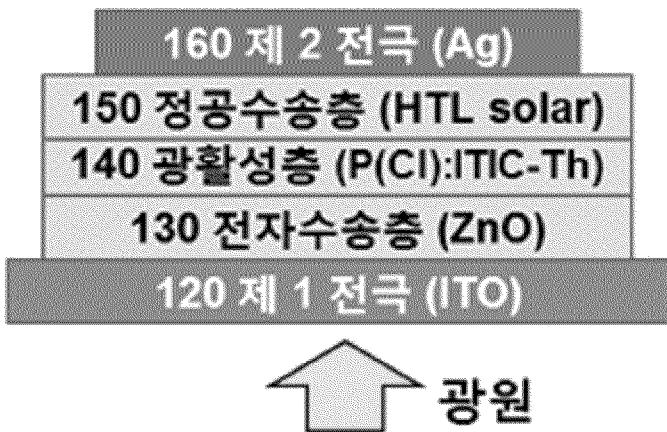 160 제 2 전극 (Ag)
150 정공수송층 (HTL solar)
140 광활성층 (P(Cl):ITIC-Th)
130 전자수송층 (ZnO)
120 제 1 전극 (ITO)
광원